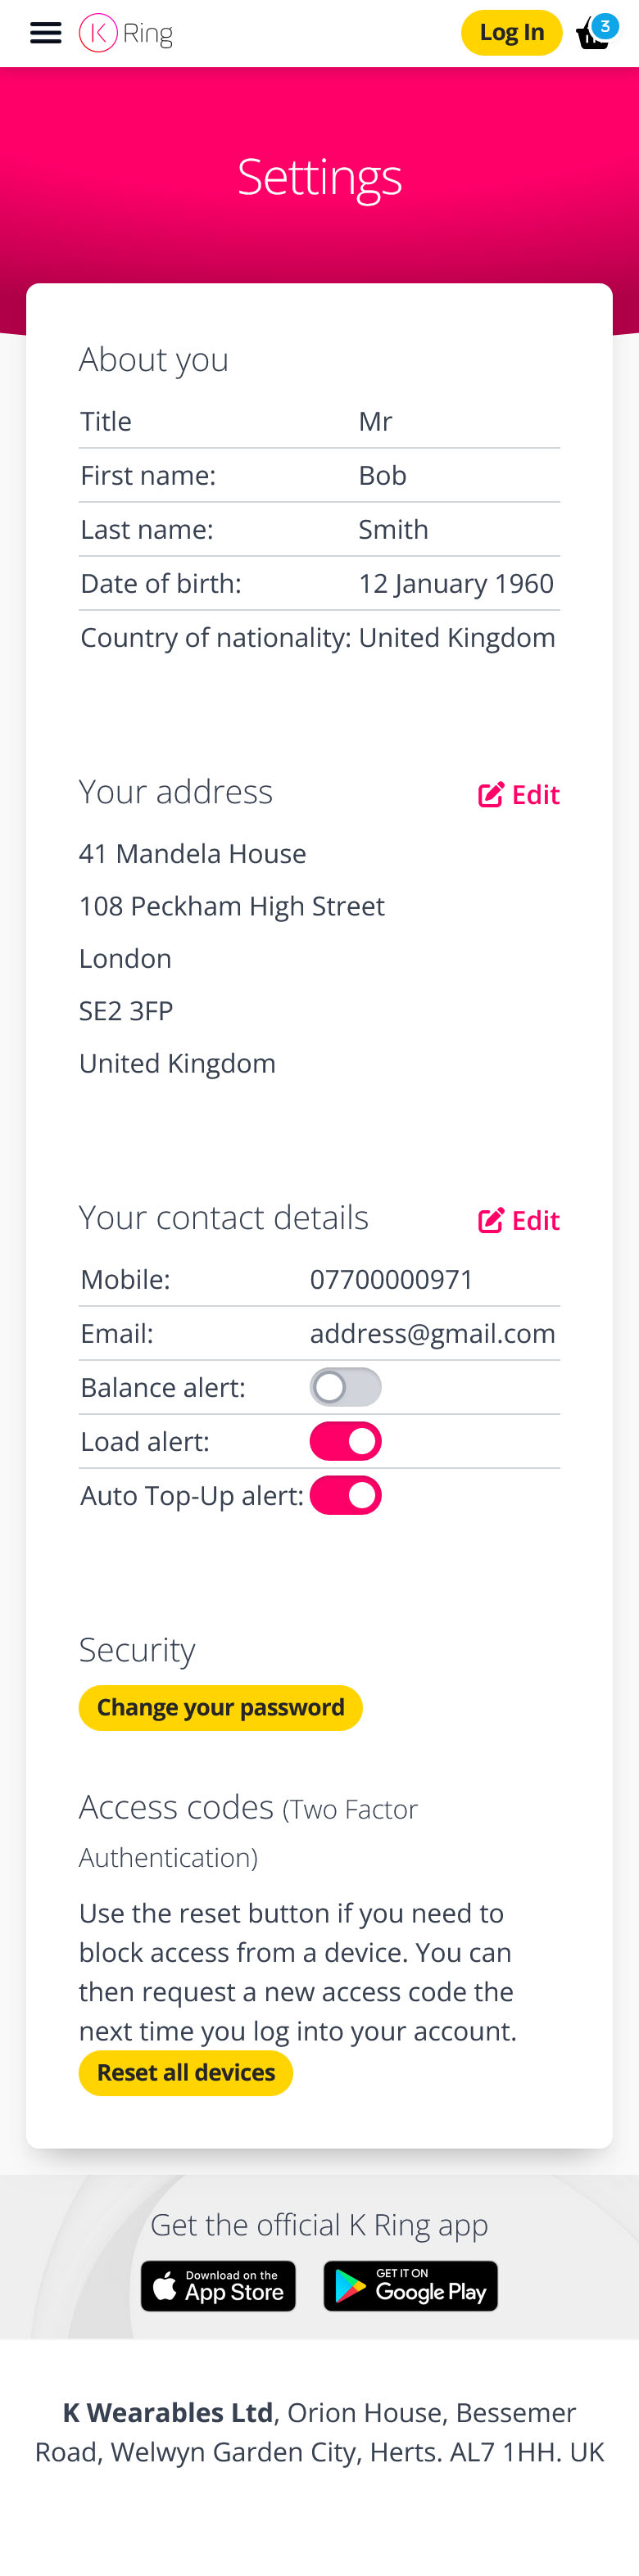 K Ring
Log In
3
Settings
About you
Title Mr
First name: Bob
Last name: Smith
Date of birth: 12 January 1960
Country of nationality: United Kingdom
Your address Edit
41 Mandela House
108 Peckham High Street
London
SE2 3FP
United Kingdom
Your contact details Edit
Mobile: 07700000971
Email: address@gmail.com
Balance alert:
Load alert:
Auto Top-Up alert:
Security
Change your password
Access codes (Two Factor
Authentication)
Use the reset button if you need to
block access from a device. You can
then request a new access code the
next time you log into your account.
Reset all devices
Get the official K Ring app
Download on the
App Store
GET IT ON
Google Play
K Wearables Ltd, Orion House, Bessemer
Road, Welwyn Garden City, Herts. AL7 1HH. UK